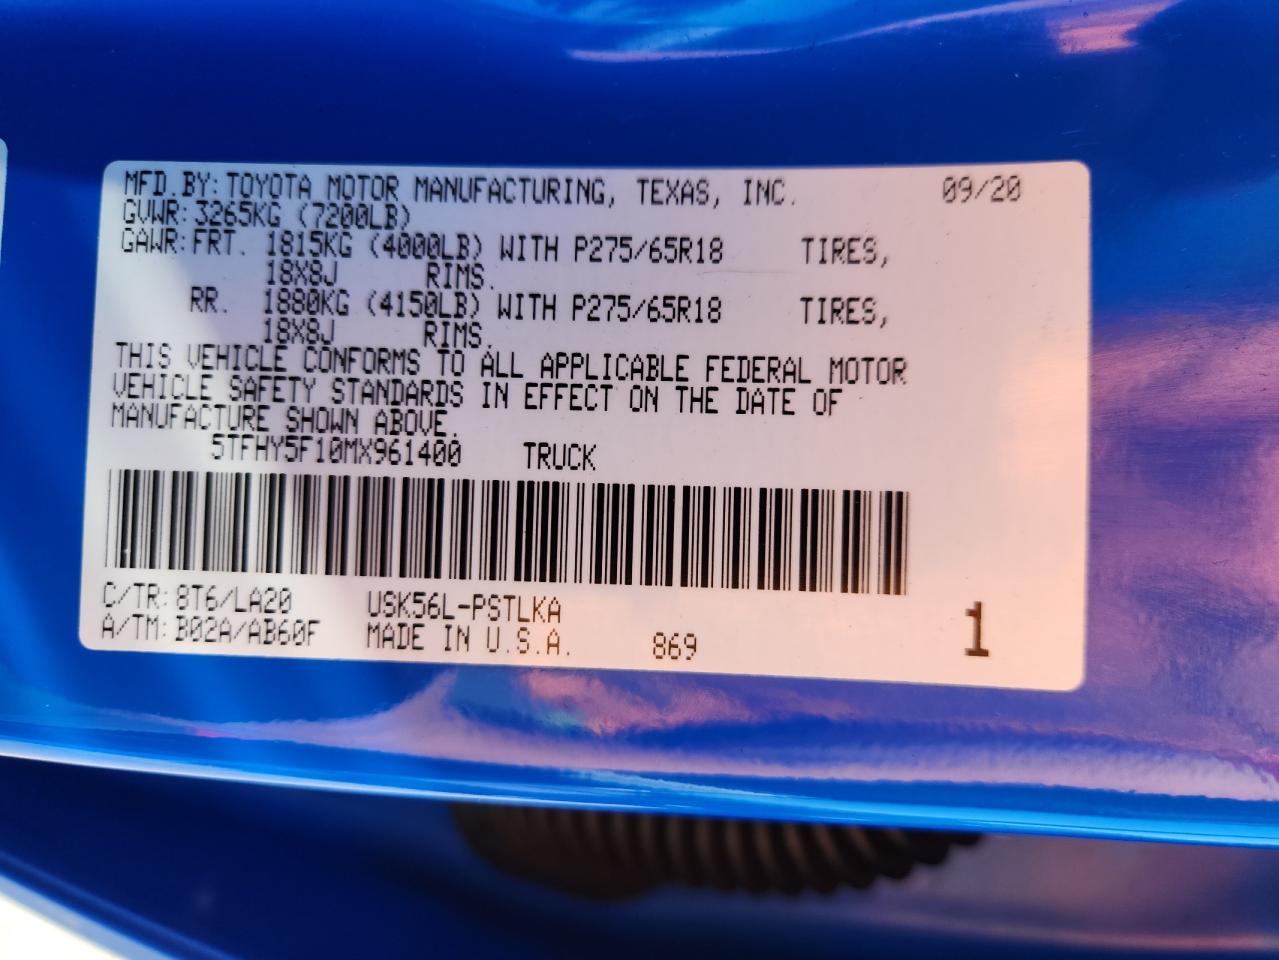 MFD.BY:TOYOTA MOTOR MANUFACTURING, TEXAS, INC. 09/20
GVWR:3265KG (7200LB)
GAWR:FRT. 1815KG (4000LB) WITH P275/65R18 TIRES,
18X8J RIMS.
RR. 1880KG (4150LB) WITH P275/65R18 TIRES,
18X8J RIMS.
THIS VEHICLE CONFORMS TO ALL APPLICABLE FEDERAL MOTOR
VEHICLE SAFETY STANDARDS IN EFFECT ON THE DATE OF
MANUFACTURE SHOWN ABOVE.
5TFHY5F10MX961400 TRUCK
C/TR:8T6/LA20 USK56L-PSTLKA
A/TM:B02A/AB60F MADE IN U.S.A. 869 1